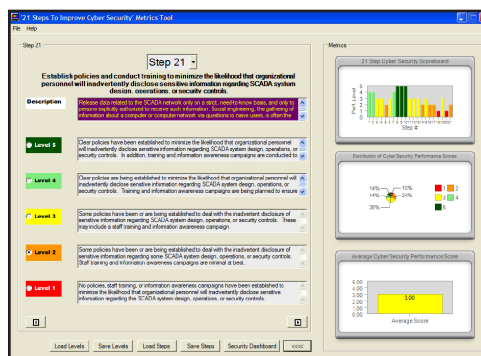 '21 Steps To Improve Cyber Security' Metrics Tool
File Help
Step 21
Step 21
Establish policies and conduct training to minimize the likelihood that organizational
personnel will inadvertently disclose sensitive information regarding SCADA system
design, operations, or security controls.
Description
Release data related to the SCADA network only on a strict, need-to-know basis, and only to
persons explicitly authorized to receive such information. Social engineering, the gathering of
information about a computer or computer network via questions to naive users, is often the
Level 5
Clear policies have been established to minimize the likelihood that organizational personnel
will inadvertently disclose sensitive information regarding SCADA system design, operations, or
security controls. In addition, training and information awareness campaigns are conducted to
Level 4
Clear policies are being established to minimize the likelihood that organizational personnel will
inadvertently disclose sensitive information regarding SCADA system design, operations, or
security controls. Training and information awareness campaigns are being planned to ensure
Level 3
Some policies have been or are being established to deal with the inadvertent disclosure of
sensitive information regarding SCADA system design, operations, or security controls. These
may include a staff training and information awareness campaign.
Level 2
Some policies have been or are being established to deal with the inadvertent disclosure of
sensitive information regarding some SCADA system design, operations, or security controls.
Staff training and information awareness campaigns are minimal at best.
Level 1
No policies, staff training, or information awareness campaigns have been established to
minimize the likelihood that organizational personnel will inadvertently disclose sensitive
information regarding the SCADA system design, operations, or security controls.
Load Levels Save Levels Load Steps Save Steps Security Dashboard <<<<
Metrics
21 Step Cyber Security Scoreboard
Perf. Level
Step #
Distribution of Cyber Security Performance Scores
14% 10%
14% 24%
38%
1 2
3 4
5
Average Cyber Security Performance Score
6.00
5.00
4.00
3.00
2.00
1.00
0.00
3.00
Average Score